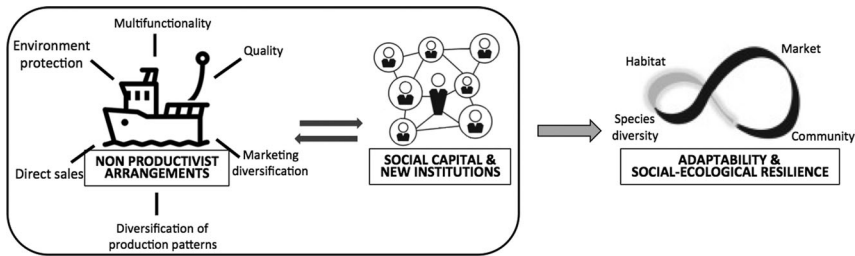 Multifunctionality
Environment
protection
Quality
Direct sales
NON PRODUCTIVIST
ARRANGEMENTS
Marketing
diversification
Diversification of
production patterns
SOCIAL CAPITAL &
NEW INSTITUTIONS
Habitat
Market
Species
diversity
Community
ADAPTABILITY &
SOCIAL-ECOLOGICAL RESILIENCE